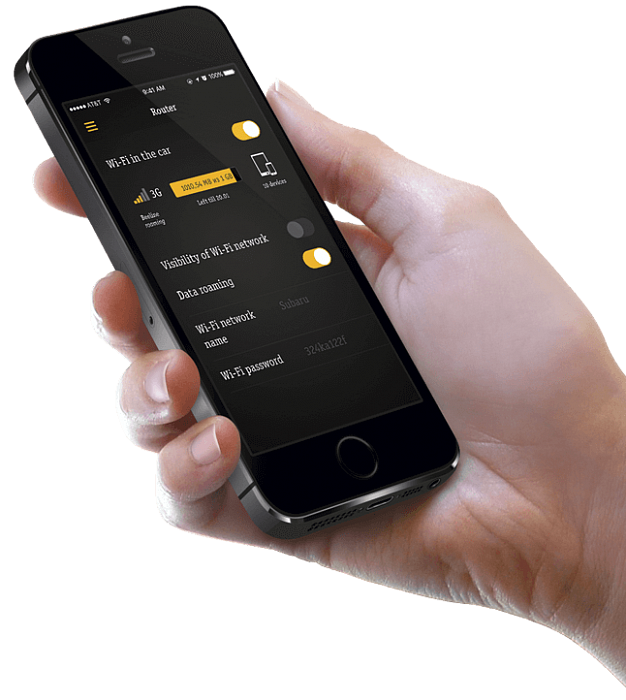 AT&T 9:41 AM 100%
Router
Wi-Fi in the car
3G
1010.54 MB из 1 GB
Left till 20.01
10 devices
Beeline
rooming
Visibility of Wi-Fi network
Data roaming
Wi-Fi network
name
Subaru
Wi-Fi password
324ka122f